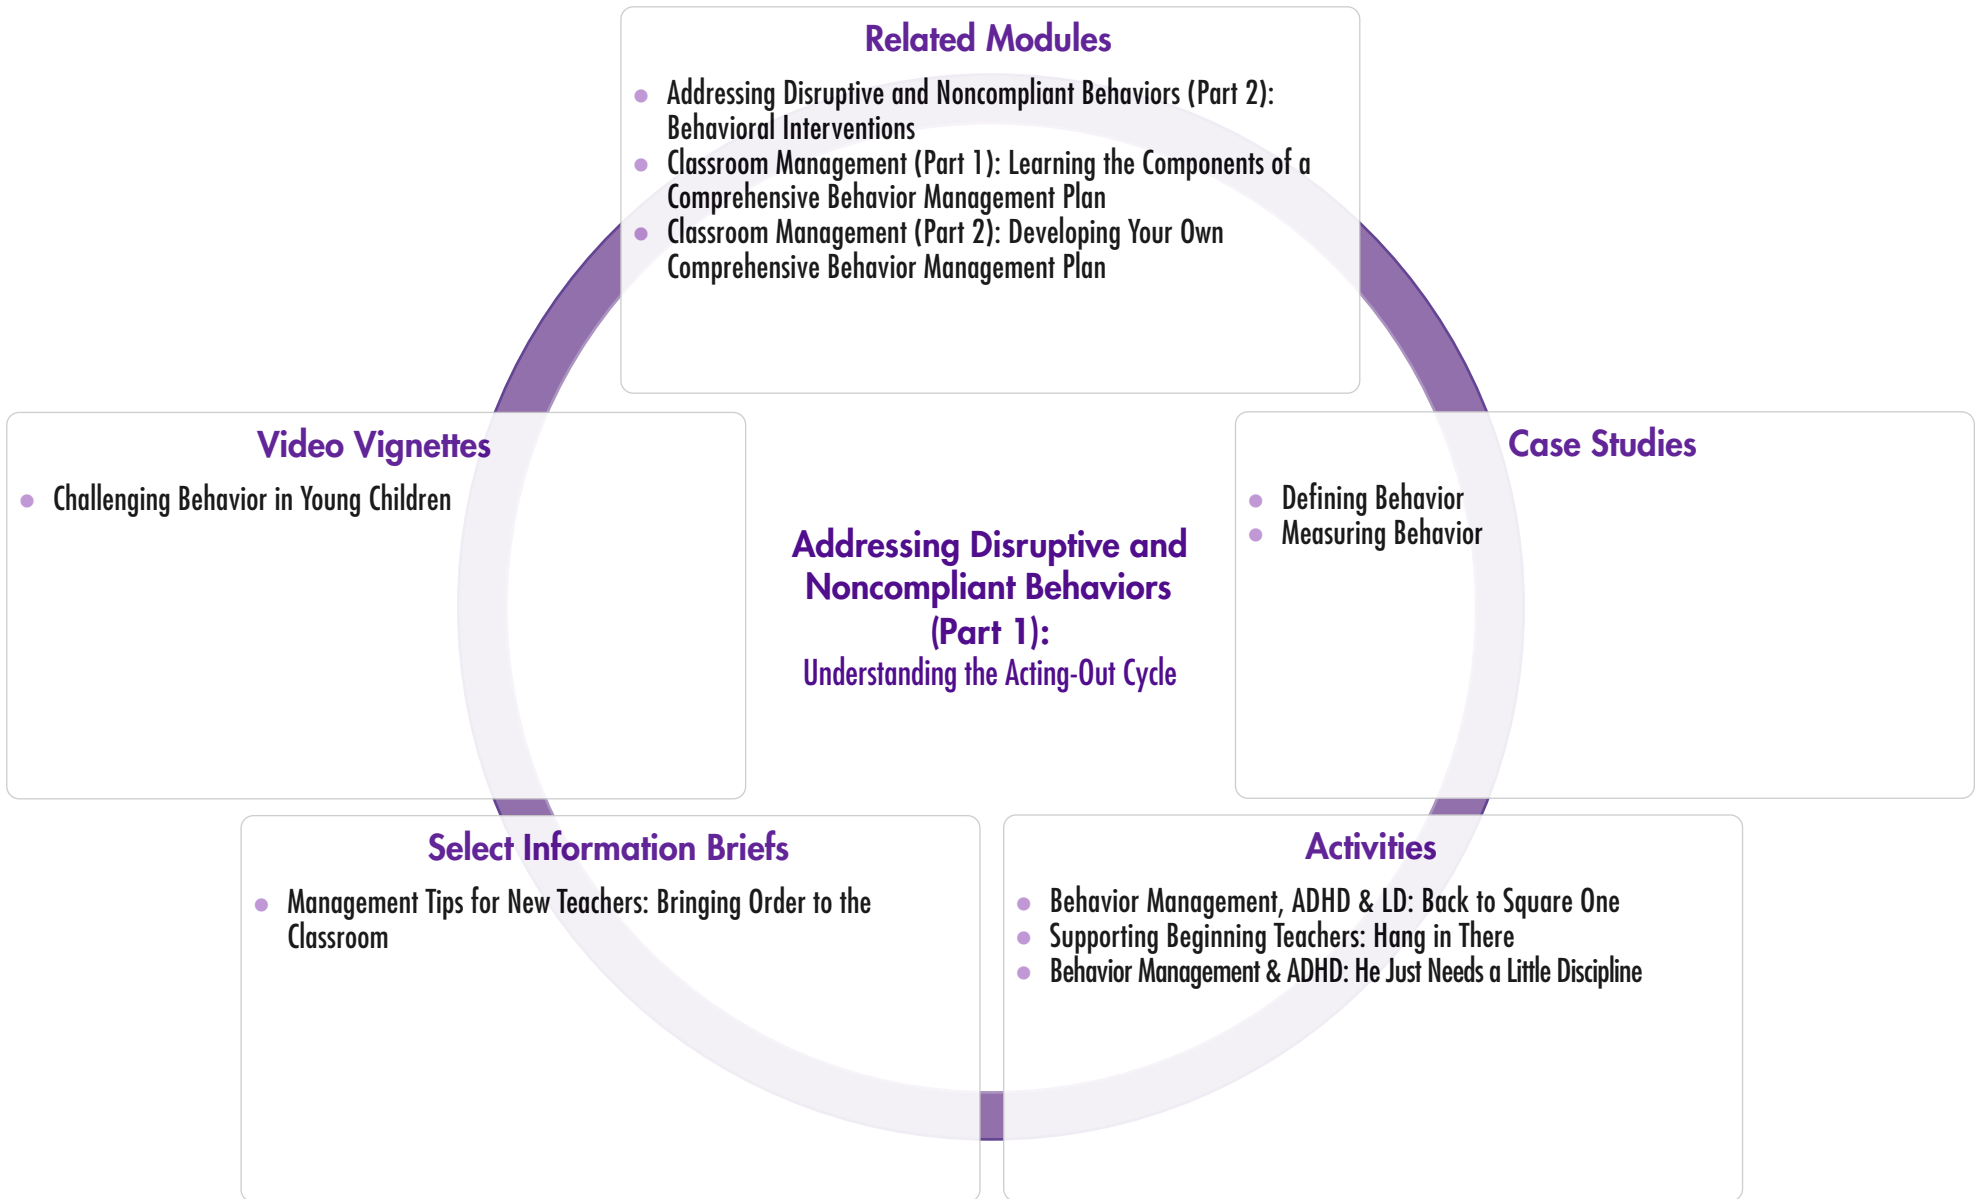 Related Modules
Addressing Disruptive and Noncompliant Behaviors (Part 2):
Behavioral Interventions
Classroom Management (Part 1): Learning the Components of a
Comprehensive Behavior Management Plan
Classroom Management (Part 2): Developing Your Own
Comprehensive Behavior Management Plan
Video Vignettes
Challenging Behavior in Young Children
Addressing Disruptive and
Noncompliant Behaviors
(Part 1):
Understanding the Acting-Out Cycle
Case Studies
Defining Behavior
Measuring Behavior
Select Information Briefs
Management Tips for New Teachers: Bringing Order to the
Classroom
Activities
Behavior Management, ADHD & LD: Back to Square One
Supporting Beginning Teachers: Hang in There
Behavior Management & ADHD: He Just Needs a Little Discipline